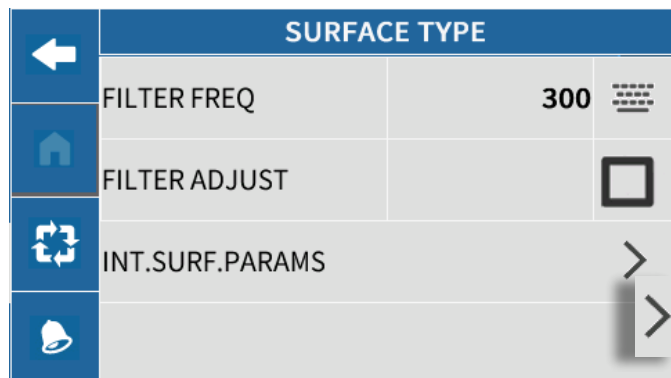 SURFACE TYPE
FILTER FREQ 300
FILTER ADJUST
INT.SURF.PARAMS